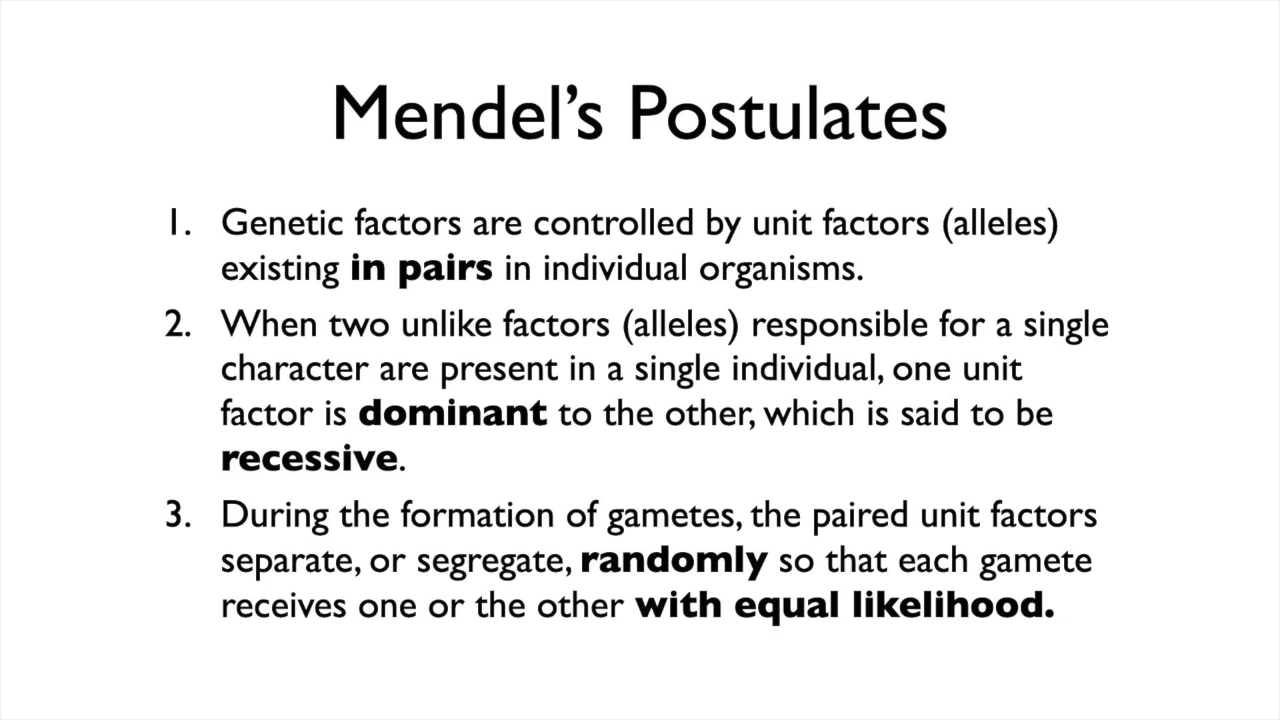 Mendel’s Postulates
1. Genetic factors are controlled by unit factors (alleles)
existing in pairs in individual organisms.
2. When two unlike factors (alleles) responsible for a single
character are present in a single individual, one unit
factor is dominant to the other, which is said to be
recessive.
3. During the formation of gametes, the paired unit factors
separate, or segregate, randomly so that each gamete
receives one or the other with equal likelihood.